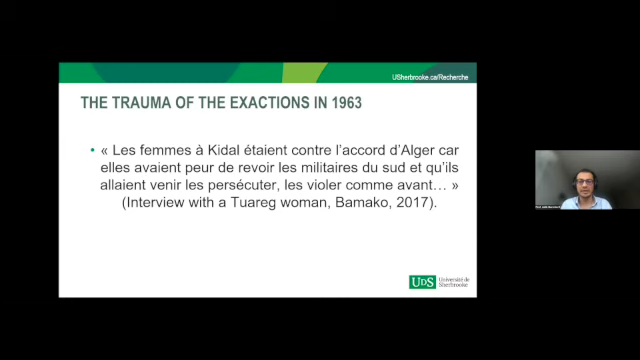 USherbrooke.ca/Recherche
THE TRAUMA OF THE EXACTIONS IN 1963
• « Les femmes à Kidal étaient contre l’accord d’Alger car
elles avaient peur de revoir les militaires du sud et qu’ils
allaient venir les persécuter, les violer comme avant… »
(Interview with a Tuareg woman, Bamako, 2017).
UDS Université de
Sherbrooke